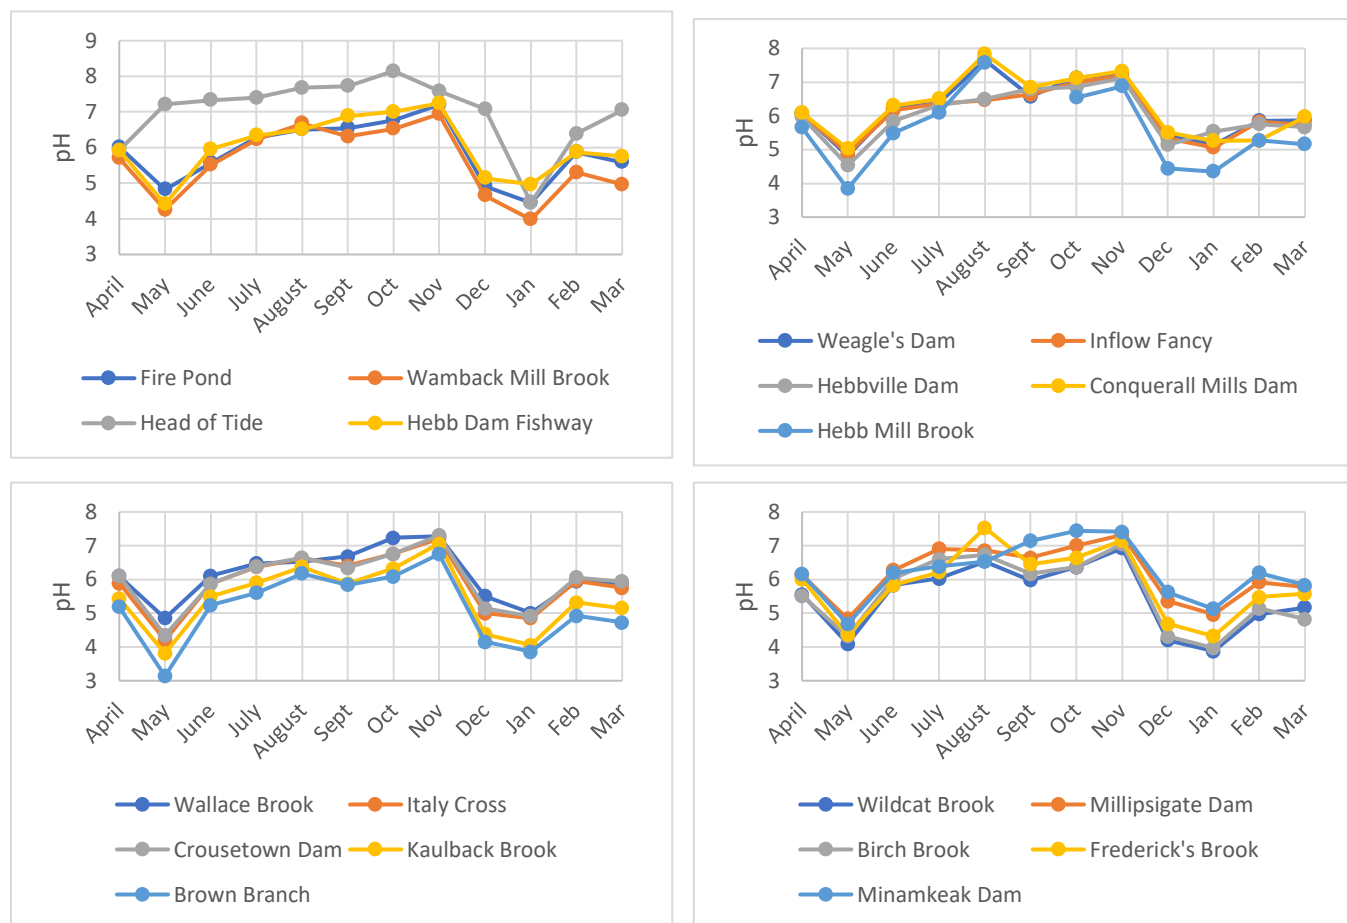 9
8
7
6
5
4
3
pH
April May June July August Sept Oct Nov Dec Jan Feb Mar
Fire Pond Wamback Mill Brook
Head of Tide Hebb Dam Fishway
8
7
6
5
4
3
pH
April May June July August Sept Oct Nov Dec Jan Feb Mar
Weagle's Dam Inflow Fancy
Hebbville Dam Conquerall Mills Dam
Hebb Mill Brook
8
7
6
5
4
3
pH
April May June July August Sept Oct Nov Dec Jan Feb Mar
Wallace Brook Italy Cross
Crousetown Dam Kaulback Brook
Brown Branch
8
7
6
5
4
3
pH
April May June July August Sept Oct Nov Dec Jan Feb Mar
Wildcat Brook Millipsigate Dam
Birch Brook Frederick's Brook
Minamkeak Dam